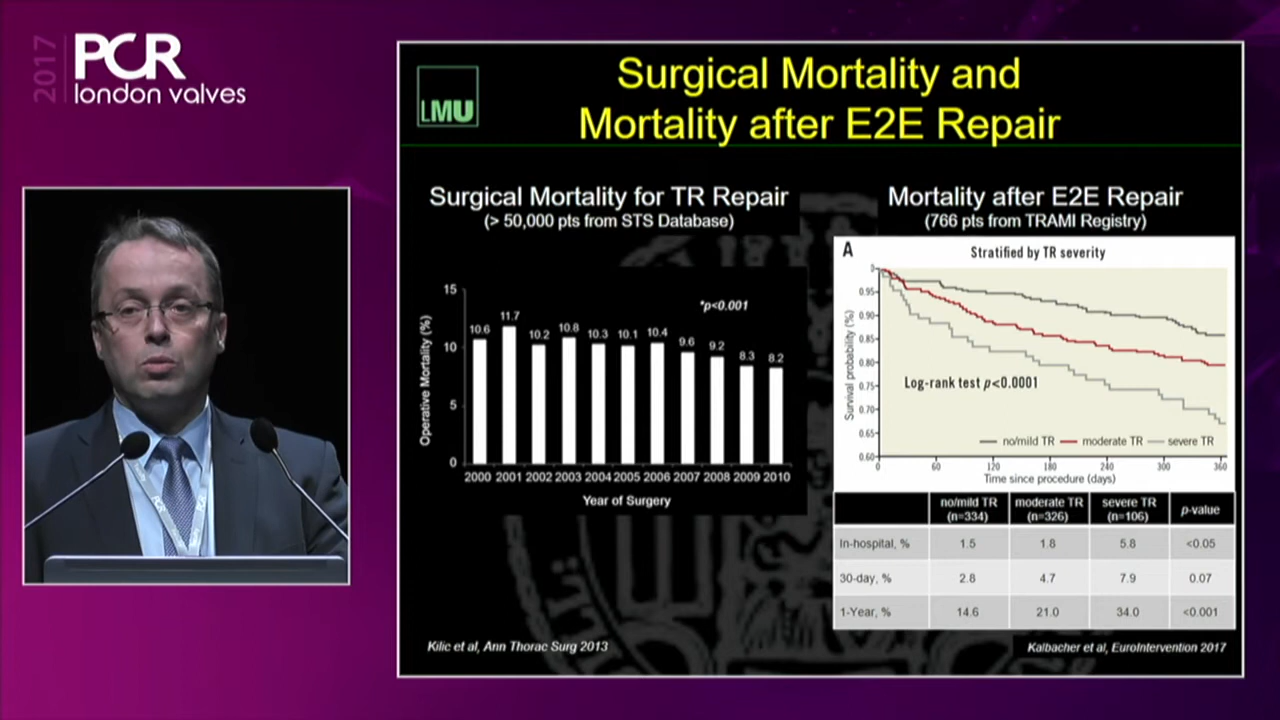 2017
PCR
london valves
LMU
Surgical Mortality and
Mortality after E2E Repair
Surgical Mortality for TR Repair
(> 50,000 pts from STS Database)
15
10
5
0
Operative Mortality (%)
*p<0.001
10.6 11.7 10.2 10.8 10.3 10.1 10.4 9.6 9.2 8.3 8.2
2000 2001 2002 2003 2004 2005 2006 2007 2008 2009 2010
Year of Surgery
Kilic et al, Ann Thorac Surg 2013
Mortality after E2E Repair
(766 pts from TRAMI Registry)
A
Stratified by TR severity
0.95
0.90
0.85
0.80
0.75
0.70
0.65
0.60
Survival probability (%)
Log-rank test p<0.0001
no/mild TR moderate TR severe TR
0 60 120 180 240 300 360
Time since procedure (days)
no/mild TR (n=334) moderate TR (n=326) severe TR (n=106) p-value
In-hospital, % 1.5 1.8 5.8 <0.05
30-day, % 2.8 4.7 7.9 0.07
1-Year, % 14.6 21.0 34.0 <0.001
Kalbacher et al, EuroIntervention 2017